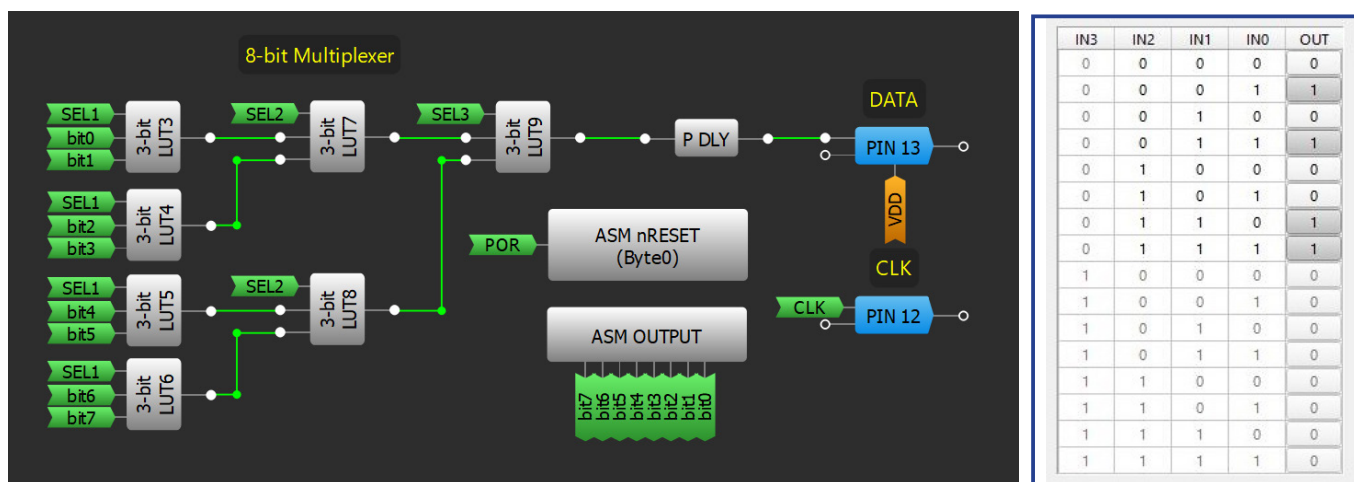 8-bit Multiplexer
SEL1
bit0
bit1
3-bit
LUT3
SEL2
3-bit
LUT7
SEL3
3-bit
LUT9
P DLY
DATA
PIN 13
VDD
SEL1
bit2
bit3
3-bit
LUT4
POR
ASM nRESET
(Byte0)
SEL1
bit4
bit5
3-bit
LUT5
SEL2
3-bit
LUT8
CLK
CLK
PIN 12
ASM OUTPUT
bit7
bit6
bit5
bit4
bit3
bit2
bit1
bit0
SEL1
bit6
bit7
3-bit
LUT6
IN3 IN2 IN1 IN0 OUT
0 0 0 0 0
0 0 0 1 1
0 0 1 0 0
0 0 1 1 1
0 1 0 0 0
0 1 0 1 0
0 1 1 0 1
0 1 1 1 1
1 0 0 0 0
1 0 0 1 0
1 0 1 0 0
1 0 1 1 0
1 1 0 0 0
1 1 0 1 0
1 1 1 0 0
1 1 1 1 0